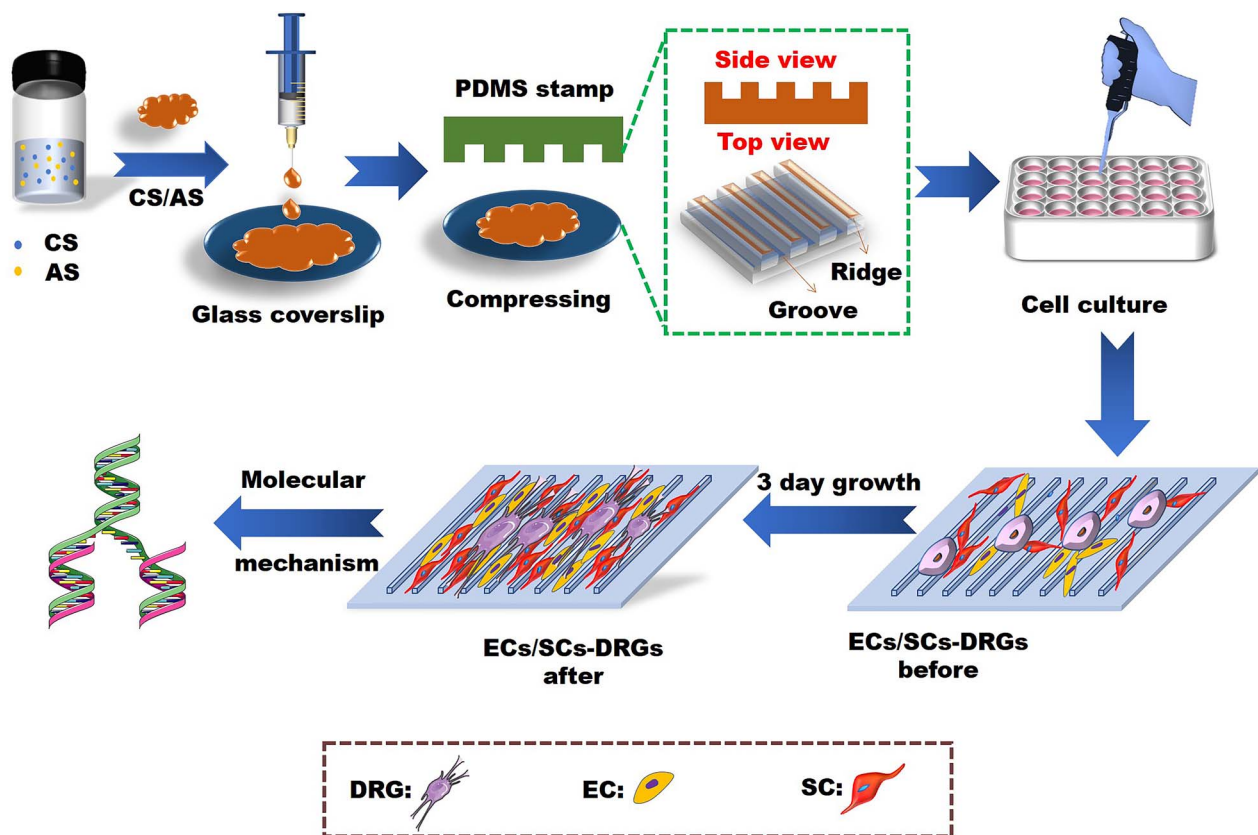 CS/AS
CS
AS
Glass coverslip
PDMS stamp
Compressing
Side view
Top view
Ridge
Groove
Cell culture
3 day growth
ECs/SCs-DRGs
before
ECs/SCs-DRGs
after
Molecular
mechanism
DRG:
EC:
SC: